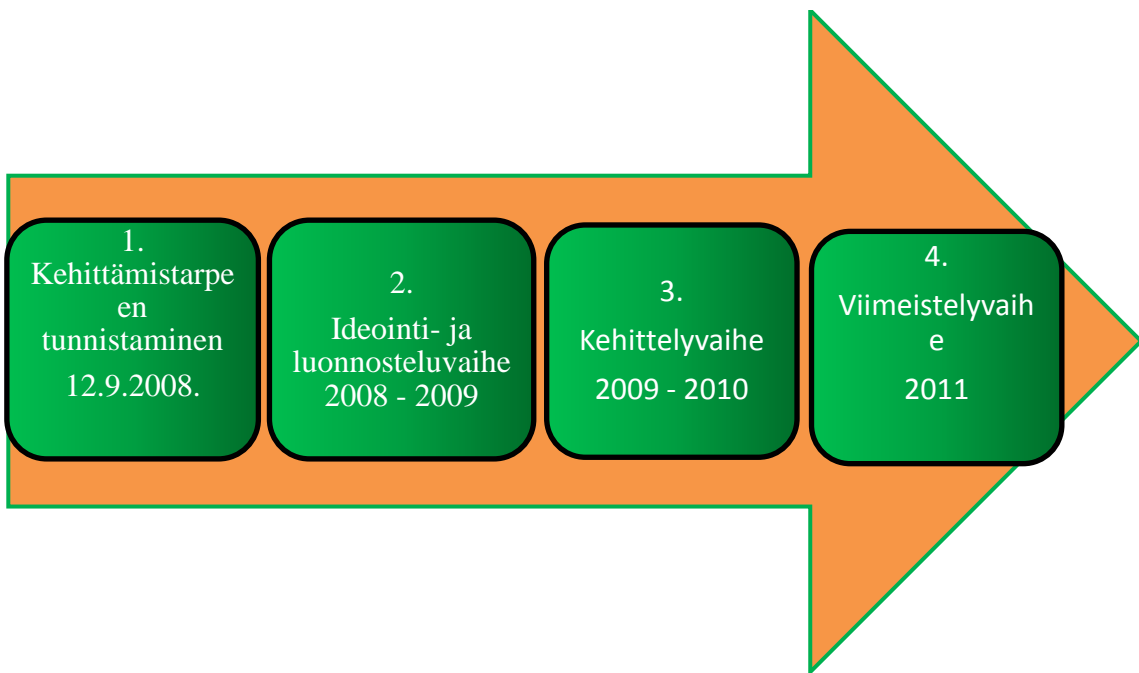 1.
Kehittämistarpe
en
tunnistaminen
12.9.2008.
2.
Ideointi- ja
luonnosteluvaihe
2008 - 2009
3.
Kehittelyvaihe
2009 - 2010
4.
Viimeistelyvaih
e
2011